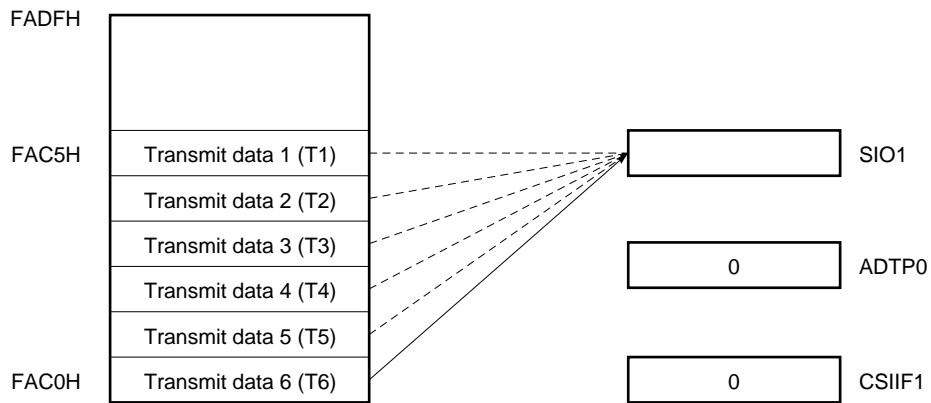 FADFH
FAC5H
Transmit data 1 (T1)
SIO1
Transmit data 2 (T2)
Transmit data 3 (T3)
0
ADTP0
Transmit data 4 (T4)
Transmit data 5 (T5)
FAC0H
Transmit data 6 (T6)
0
CSIIF1